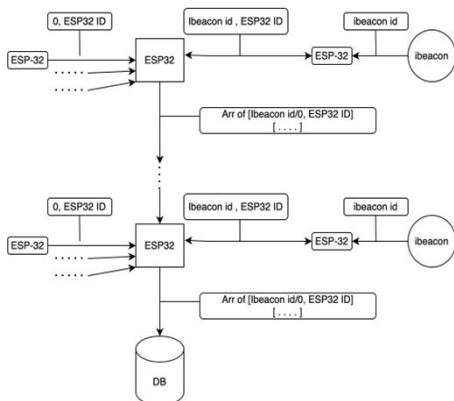 0, ESP32 ID
Ibeacon id , ESP32 ID
ibeacon id
ESP-32
ESP32
ESP-32
ibeacon
Arr of [Ibeacon id/0, ESP32 ID]
[ . . . . ]
0, ESP32 ID
Ibeacon id , ESP32 ID
ibeacon id
ESP-32
ESP32
ESP-32
ibeacon
Arr of [Ibeacon id/0, ESP32 ID]
[ . . . . ]
DB